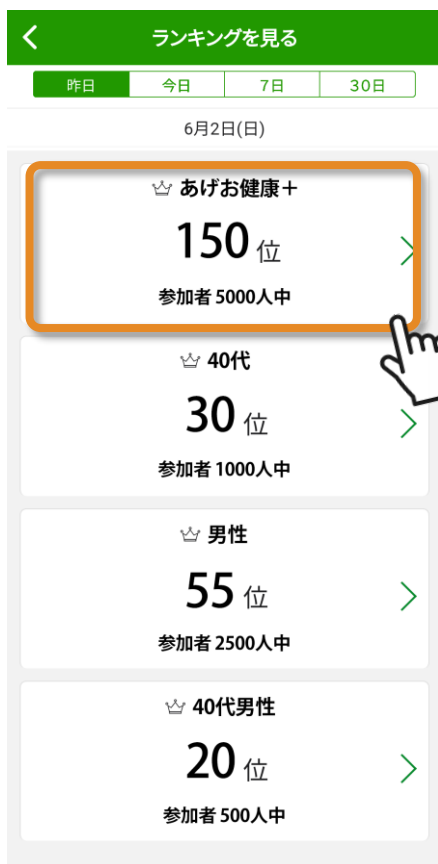 ランキングを見る
昨日 今日 7日 30日
6月2日(日)
あげお健康＋
150 位
参加者 5000人中
40代
30 位
参加者 1000人中
男性
55 位
参加者 2500人中
40代男性
20 位
参加者 500人中